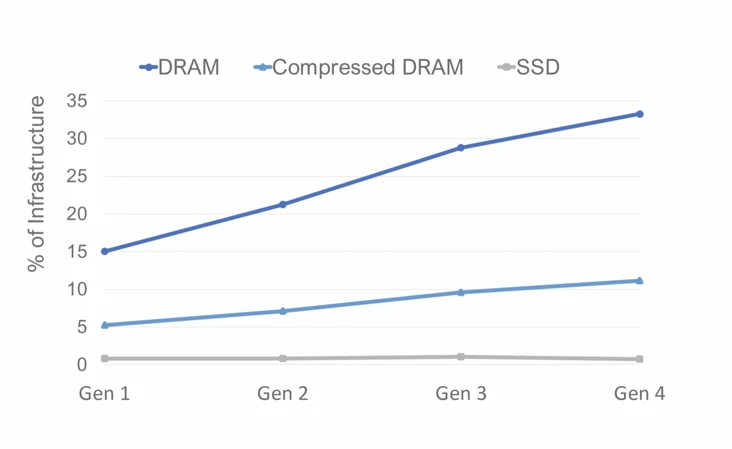 DRAM Compressed DRAM SSD
% of Infrastructure
35
30
25
20
15
10
5
0
Gen 1 Gen 2 Gen 3 Gen 4